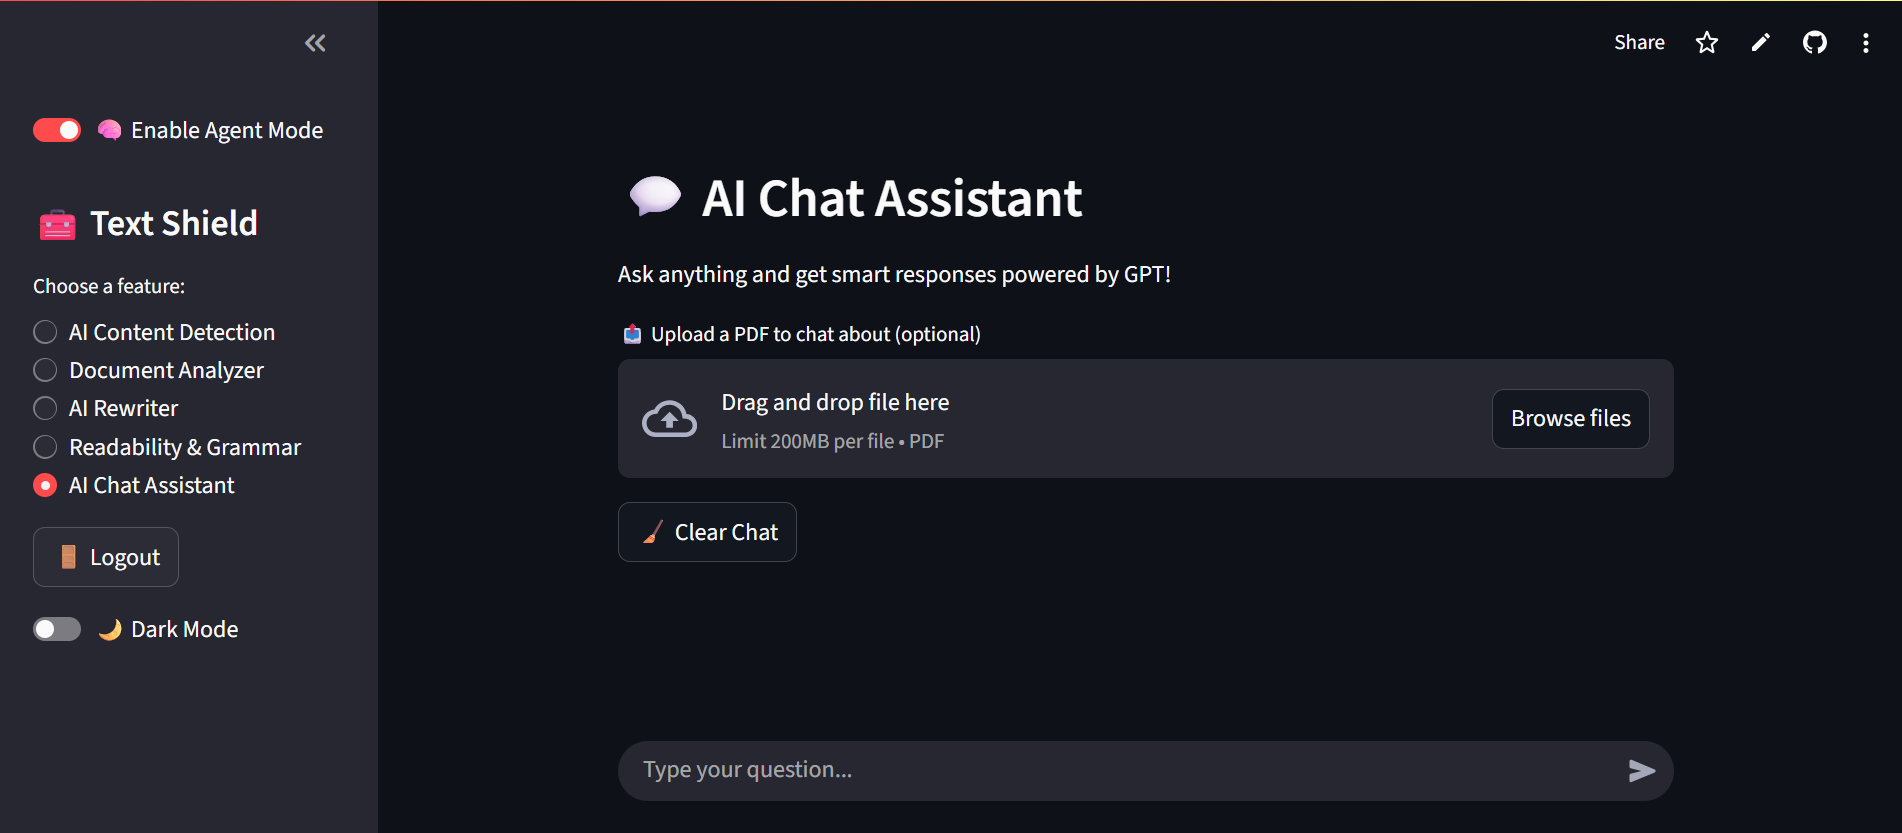 Share
Enable Agent Mode
Text Shield
Choose a feature:
AI Content Detection
Document Analyzer
AI Rewriter
Readability & Grammar
AI Chat Assistant
Logout
Dark Mode
AI Chat Assistant
Ask anything and get smart responses powered by GPT!
Upload a PDF to chat about (optional)
Drag and drop file here
Limit 200MB per file • PDF
Browse files
Clear Chat
Type your question...